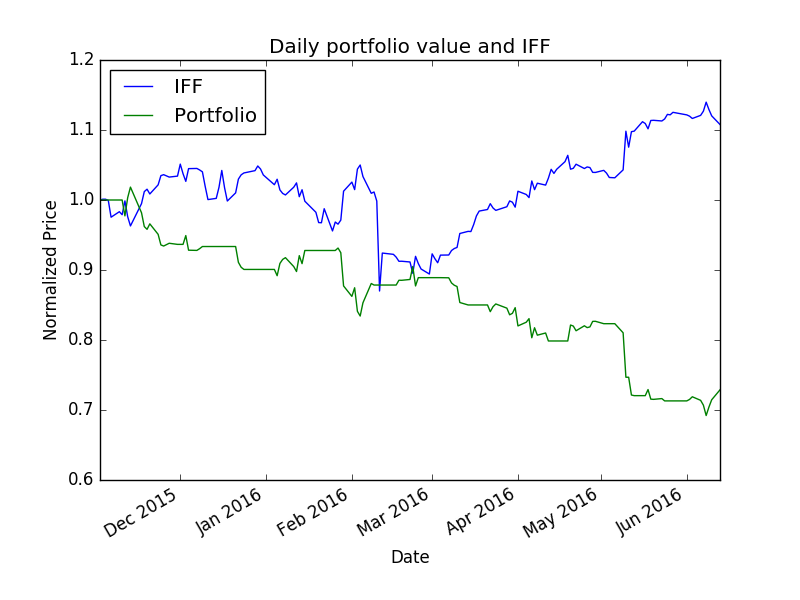 Daily portfolio value and IFF
IFF
Portfolio
1.2
1.1
1.0
0.9
0.8
0.7
0.6
Normalized Price
Dec 2015
Jan 2016
Feb 2016
Mar 2016
Apr 2016
May 2016
Jun 2016
Date